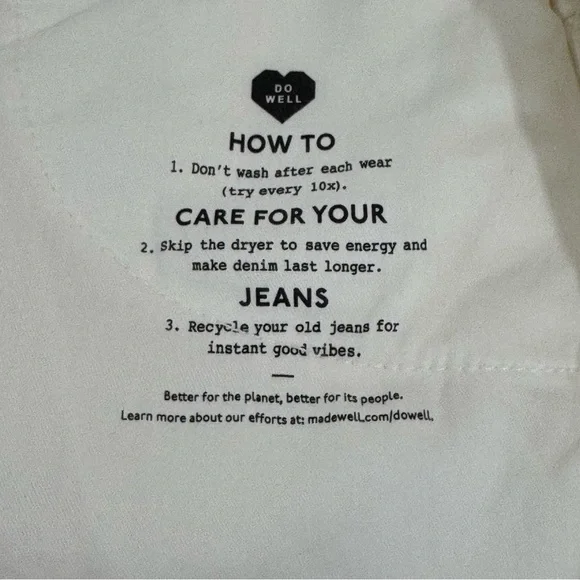 DO
WELL
HOW TO
1. Don't wash after each wear
(try every 10x).
CARE FOR YOUR
2. Skip the dryer to save energy and
make denim last longer.
JEANS
3. Recycle your old jeans for
instant good vibes.
Better for the planet, better for its people.
Learn more about our efforts at: madewell.com/dowell.